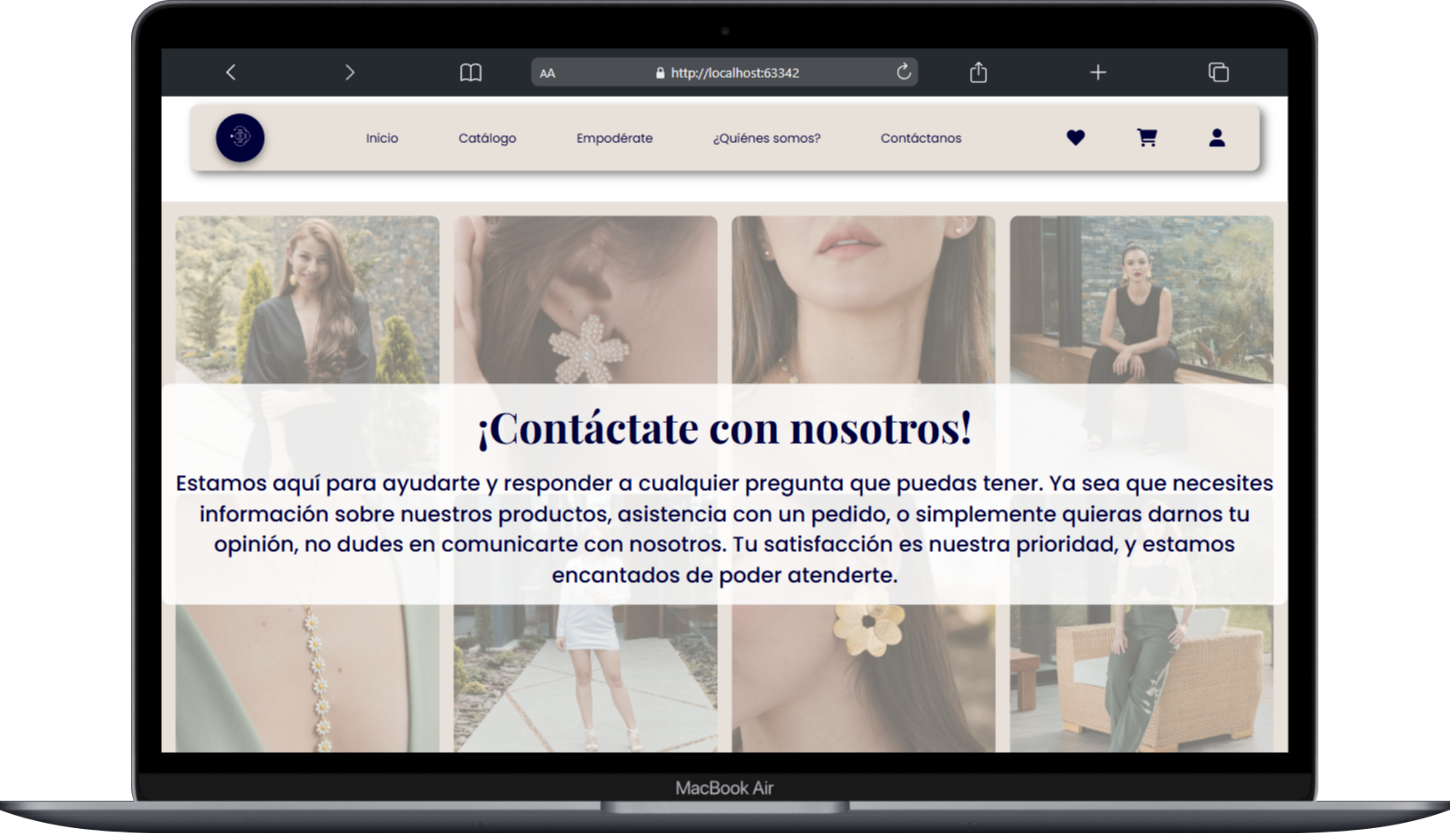 AA
http://localhost:63342
Inicio
Catálogo
Empodérate
¿Quiénes somos?
Contáctanos
¡Contáctate con nosotros!
Estamos aquí para ayudarte y responder a cualquier pregunta que puedas tener. Ya sea que necesites
información sobre nuestros productos, asistencia con un pedido, o simplemente quieras darnos tu
opinión, no dudes en comunicarte con nosotros. Tu satisfacción es nuestra prioridad, y estamos
encantados de poder atenderte.
MacBook Air